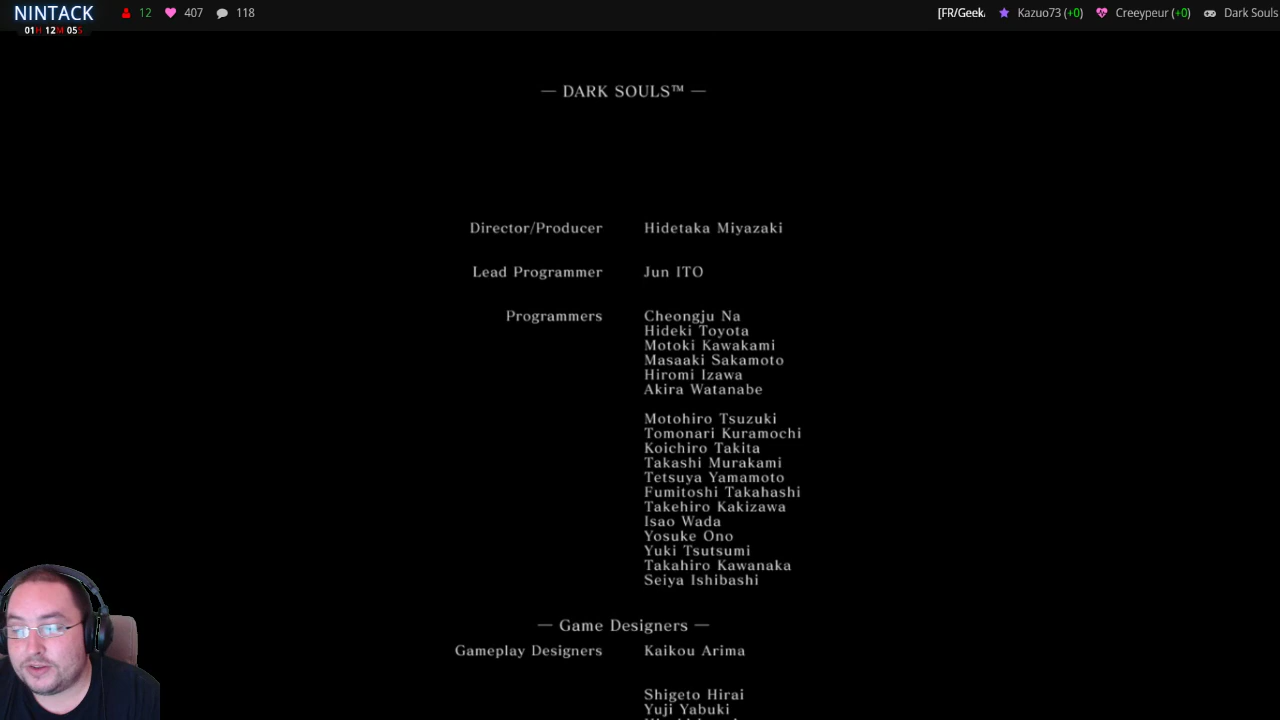 NINTACK
01H 12M 05S
12 407 118
[FR/Geek Kazuo73 (+0) Creeypeur (+0) Dark Souls
— DARK SOULS™ —
Director/Producer Hidetaka Miyazaki
Lead Programmer Jun ITO
Programmers Cheongju Na
Hideki Toyota
Motoki Kawakami
Masaaki Sakamoto
Hiromi Izawa
Akira Watanabe
Motohiro Tsuzuki
Tomonari Kuramochi
Koichiro Takita
Takashi Murakami
Tetsuya Yamamoto
Fumitoshi Takahashi
Takehiro Kakizawa
Isao Wada
Yosuke Ono
Yuki Tsutsumi
Takahiro Kawanaka
Seiya Ishibashi
— Game Designers —
Gameplay Designers Kaikou Arima
Shigeto Hirai
Yuji Yabuki